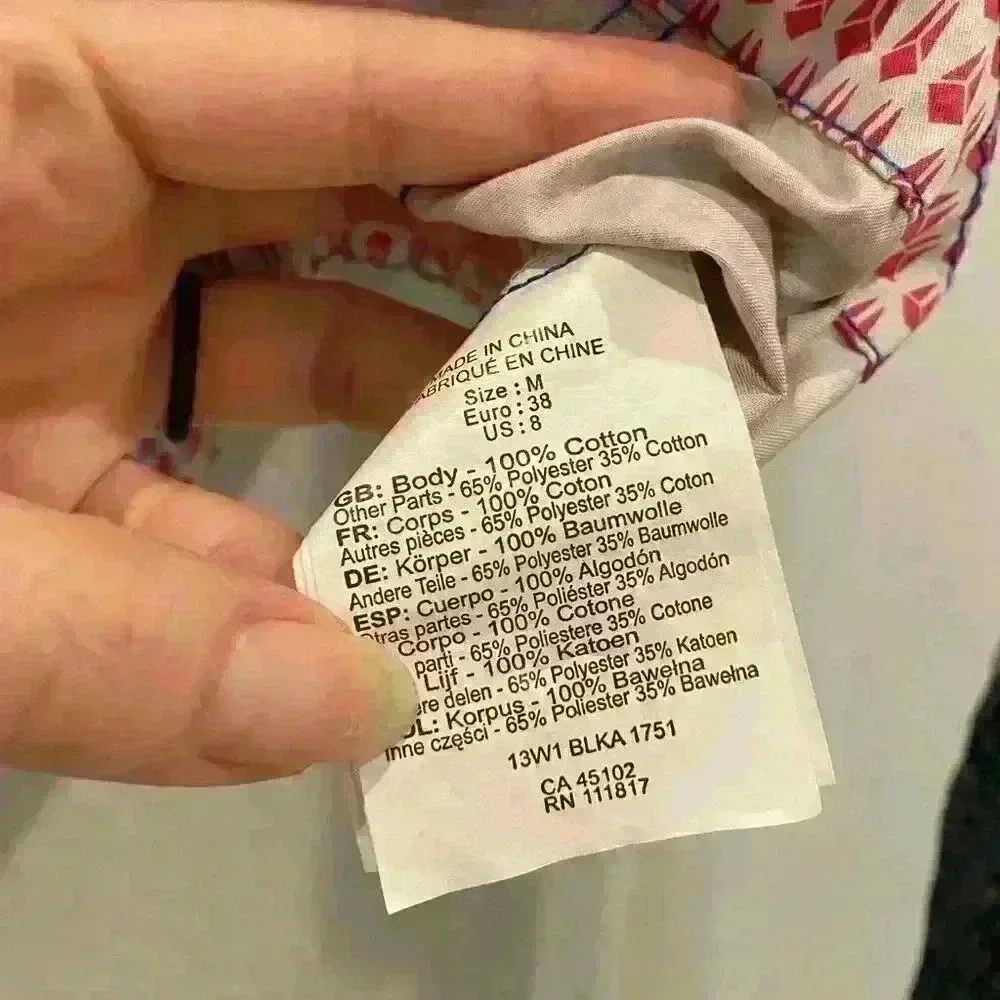 MADE IN CHINA
FABRIQUÉ EN CHINE
Size : M
Euro : 38
US : 8
GB: Body - 100% Cotton
Other Parts - 65% Polyester 35% Cotton
FR: Corps - 100% Coton
Autres pièces - 65% Polyester 35% Coton
DE: Körper - 100% Baumwolle
Andere Teile - 65% Polyester 35% Baumwolle
ESP: Cuerpo - 100% Algodón
Otras partes - 65% Poliéster 35% Algodón
Corpo - 100% Cotone
parti - 65% Poliestere 35% Cotone
Lijf - 100% Katoen
delen - 65% Polyester 35% Katoen
Korpus - 100% Bawełna
Inne części - 65% Poliester 35% Bawełna
13W1 BLKA 1751
CA 45102
RN 111817